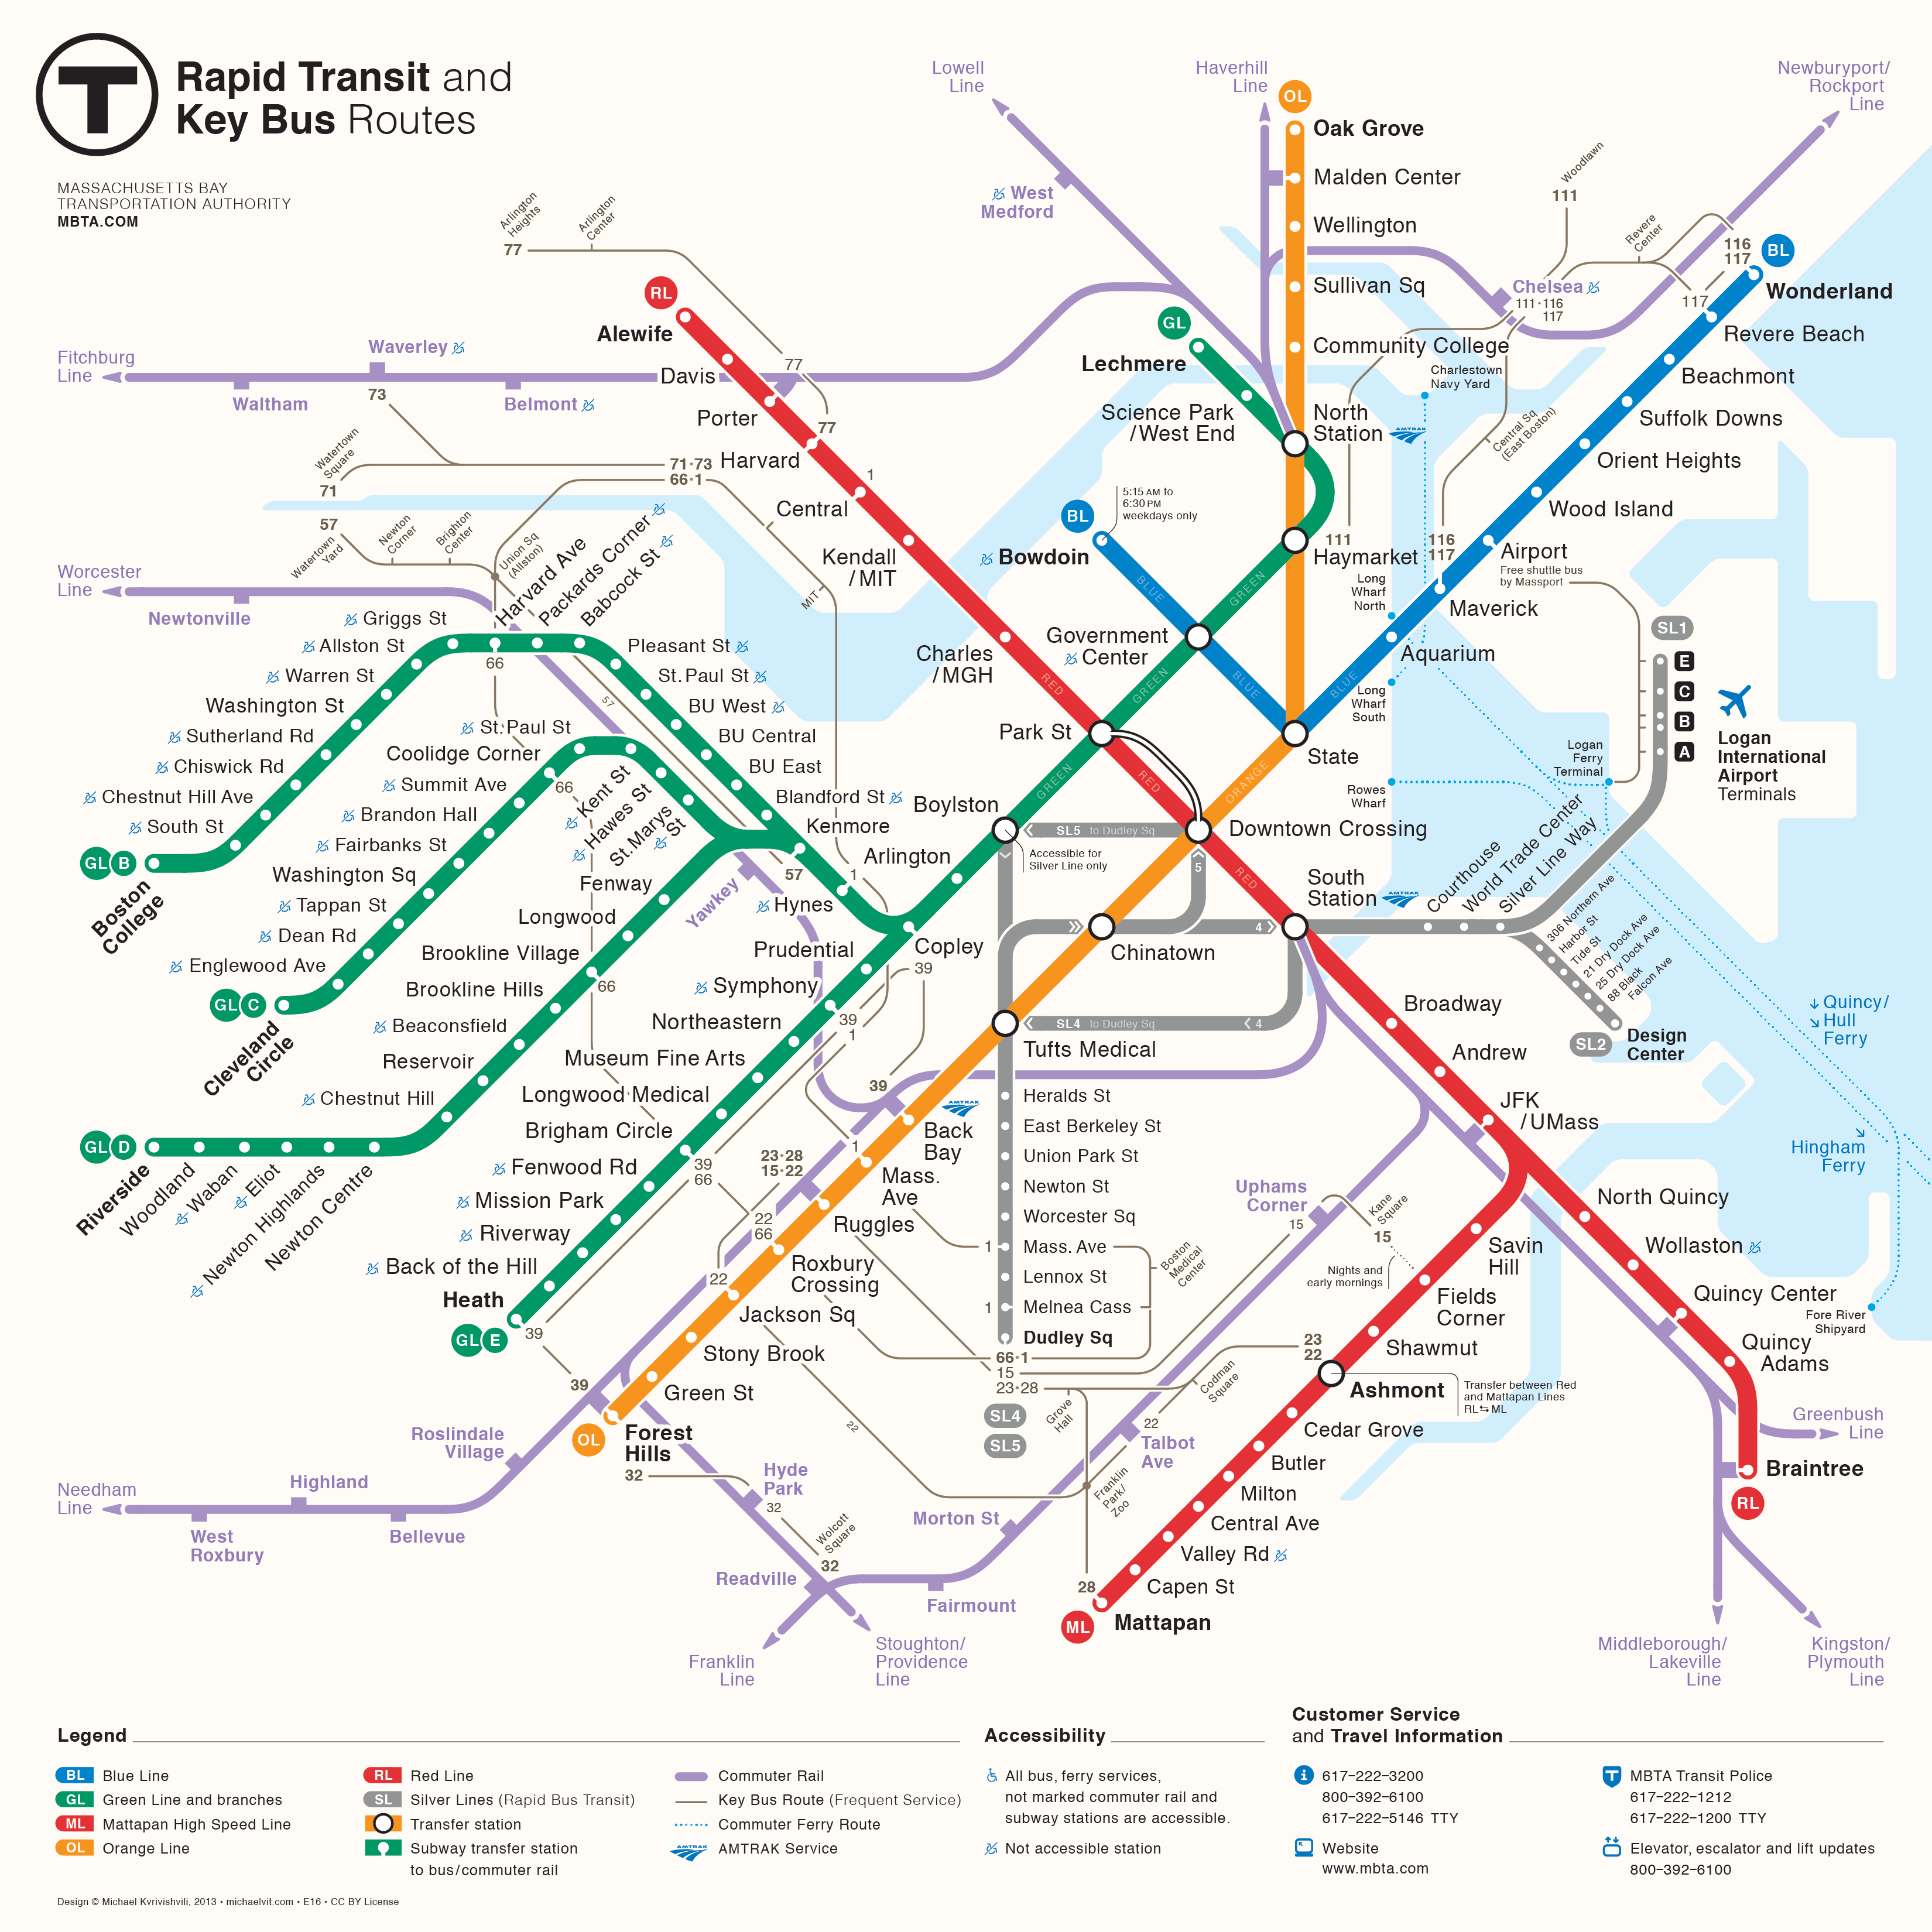 T
Rapid Transit and
Key Bus Routes
MASSACHUSETTS BAY
TRANSPORTATION AUTHORITY
MBTA.COM
Lowell
Line
Haverhill
Line
Newburyport/
Rockport
Line
OL
Oak Grove
Malden Center
Wellington
Sullivan Sq
Community College
North
Station
AMTRAK
Haymarket
West
Medford
Woodlawn
111
Revere
Center
116
117
BL
Wonderland
117
Chelsea
111·116
117
Revere Beach
Beachmont
Suffolk Downs
Orient Heights
Wood Island
Airport
Free shuttle bus
by Massport
Maverick
Aquarium
Charlestown
Navy Yard
Central Sq
(East Boston)
111
116
117
Long
Wharf
North
Long
Wharf
South
Rowes
Wharf
Logan
Ferry
Terminal
SL1
E
C
B
A
Logan
International
Airport
Terminals
Arlington
Heights
Arlington
Center
77
RL
Alewife
Davis
77
Porter
77
Harvard
1
Central
Kendall
/MIT
MIT
Charles
/MGH
RED
Park St
RED
Fitchburg
Line
Waverley
Waltham
Belmont
73
Watertown
Square
71
71·73
66·1
57
Watertown
Yard
Newton
Corner
Brighton
Center
Union Sq
(Allston)
Worcester
Line
Newtonville
GL
Lechmere
Science Park
/West End
BL
5:15 AM to
6:30 PM
weekdays only
Bowdoin
BLUE
GREEN
Government
Center
BLUE
GREEN
BLUE
State
ORANGE
GREEN
Boylston
Accessible for
Silver Line only
SL5 to Dudley Sq
Downtown Crossing
5
RED
South
Station
AMTRAK
4
Chinatown
SL4 to Dudley Sq
4
Tufts Medical
Courthouse
World Trade Center
Silver Line Way
306 Northern Ave
Harbor St
Tide St
21 Dry Dock Ave
25 Dry Dock Ave
88 Black
Falcon Ave
SL2
Design
Center
Quincy/
Hull
Ferry
Hingham
Ferry
Harvard Ave
Packards Corner
Babcock St
Griggs St
Allston St
Warren St
Washington St
Sutherland Rd
Chiswick Rd
Chestnut Hill Ave
South St
GL B
Boston
College
66
57
Pleasant St
St. Paul St
BU West
BU Central
BU East
Blandford St
Kenmore
57
Hynes
1
Arlington
Copley
39
St. Paul St
Coolidge Corner
66
Summit Ave
Brandon Hall
Fairbanks St
Washington Sq
Tappan St
Dean Rd
Englewood Ave
GL C
Cleveland
Circle
Kent St
Hawes St
St. Marys
St
Yawkey
Fenway
Longwood
Brookline Village
66
Brookline Hills
Beaconsfield
Reservoir
Chestnut Hill
GL D
Riverside
Woodland
Waban
Eliot
Newton Highlands
Newton Centre
Prudential
Symphony
39
1
Northeastern
Museum Fine Arts
Longwood Medical
Brigham Circle
39
66
Fenwood Rd
Mission Park
Riverway
Back of the Hill
Heath
GL E
39
39
39
AMTRAK
Back
Bay
1
Mass.
Ave
23·28
15·22
Ruggles
22
66
Roxbury
Crossing
22
Jackson Sq
Stony Brook
Green St
OL
Forest
Hills
32
22
Heralds St
East Berkeley St
Union Park St
Newton St
Worcester Sq
1
Mass. Ave
Lennox St
1
Melnea Cass
Dudley Sq
Boston
Medical
Center
66·1
15
23·28
SL4
SL5
Grove
Hall
Codman
Square
23
22
22
Talbot
Ave
Franklin
Park/
Zoo
28
Morton St
Uphams
Corner
15
Kane
Square
15
Nights and
early mornings
Broadway
Andrew
JFK
/UMass
North Quincy
Wollaston
Quincy Center
Fore River
Shipyard
Quincy
Adams
Braintree
RL
Greenbush
Line
Savin
Hill
Fields
Corner
Shawmut
Ashmont
Transfer between Red
and Mattapan Lines
RL ⇆ ML
Cedar Grove
Butler
Milton
Central Ave
Valley Rd
Capen St
ML
Mattapan
Roslindale
Village
Needham
Line
Highland
West
Roxbury
Bellevue
Hyde
Park
32
Wolcott
Square
32
Readville
Fairmount
Franklin
Line
Stoughton/
Providence
Line
Middleborough/
Lakeville
Line
Kingston/
Plymouth
Line
Legend
BL Blue Line
GL Green Line and branches
ML Mattapan High Speed Line
OL Orange Line
RL Red Line
SL Silver Lines (Rapid Bus Transit)
Transfer station
Subway transfer station
to bus/commuter rail
Commuter Rail
Key Bus Route (Frequent Service)
Commuter Ferry Route
AMTRAK AMTRAK Service
Accessibility
All bus, ferry services,
not marked commuter rail and
subway stations are accessible.
Not accessible station
Customer Service
and Travel Information
617–222–3200
800–392–6100
617–222–5146 TTY
Website
www.mbta.com
MBTA Transit Police
617–222–1212
617–222–1200 TTY
Elevator, escalator and lift updates
800–392–6100
Design © Michael Kvrivishvili, 2013 • michaelvit.com • E16 • CC BY License